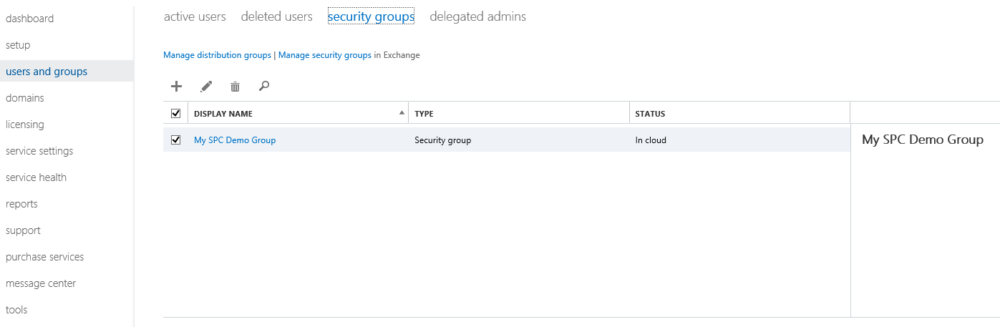 dashboard
setup
users and groups
domains
licensing
service settings
service health
reports
support
purchase services
message center
tools
active users deleted users security groups delegated admins
Manage distribution groups | Manage security groups in Exchange
DISPLAY NAME TYPE STATUS
My SPC Demo Group Security group In cloud
My SPC Demo Group